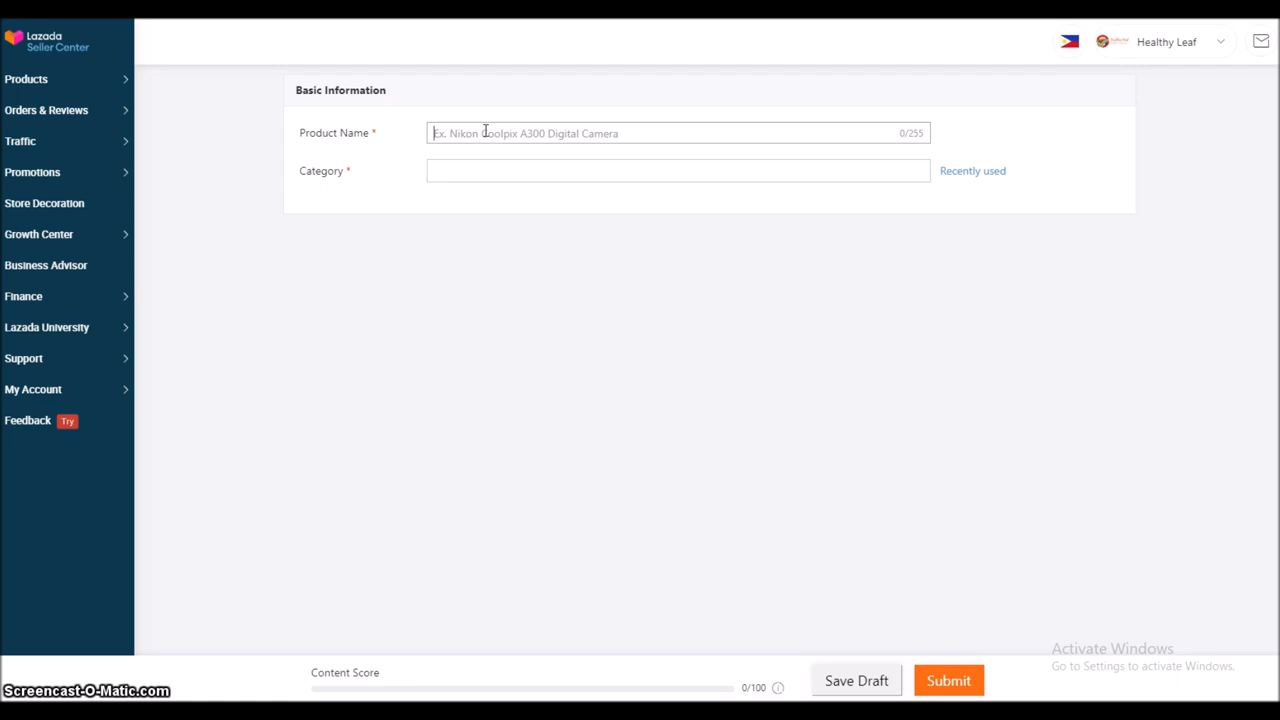 Lazada
Seller Center
Healthy Leaf
Products
Orders & Reviews
Traffic
Promotions
Store Decoration
Growth Center
Business Advisor
Finance
Lazada University
Support
My Account
Feedback Try
Basic Information
Product Name *
Ex. Nikon Coolpix A300 Digital Camera 0/255
Category *
Recently used
Activate Windows
Go to Settings to activate Windows.
Content Score
0/100
Save Draft
Submit
Screencast-O-Matic.com